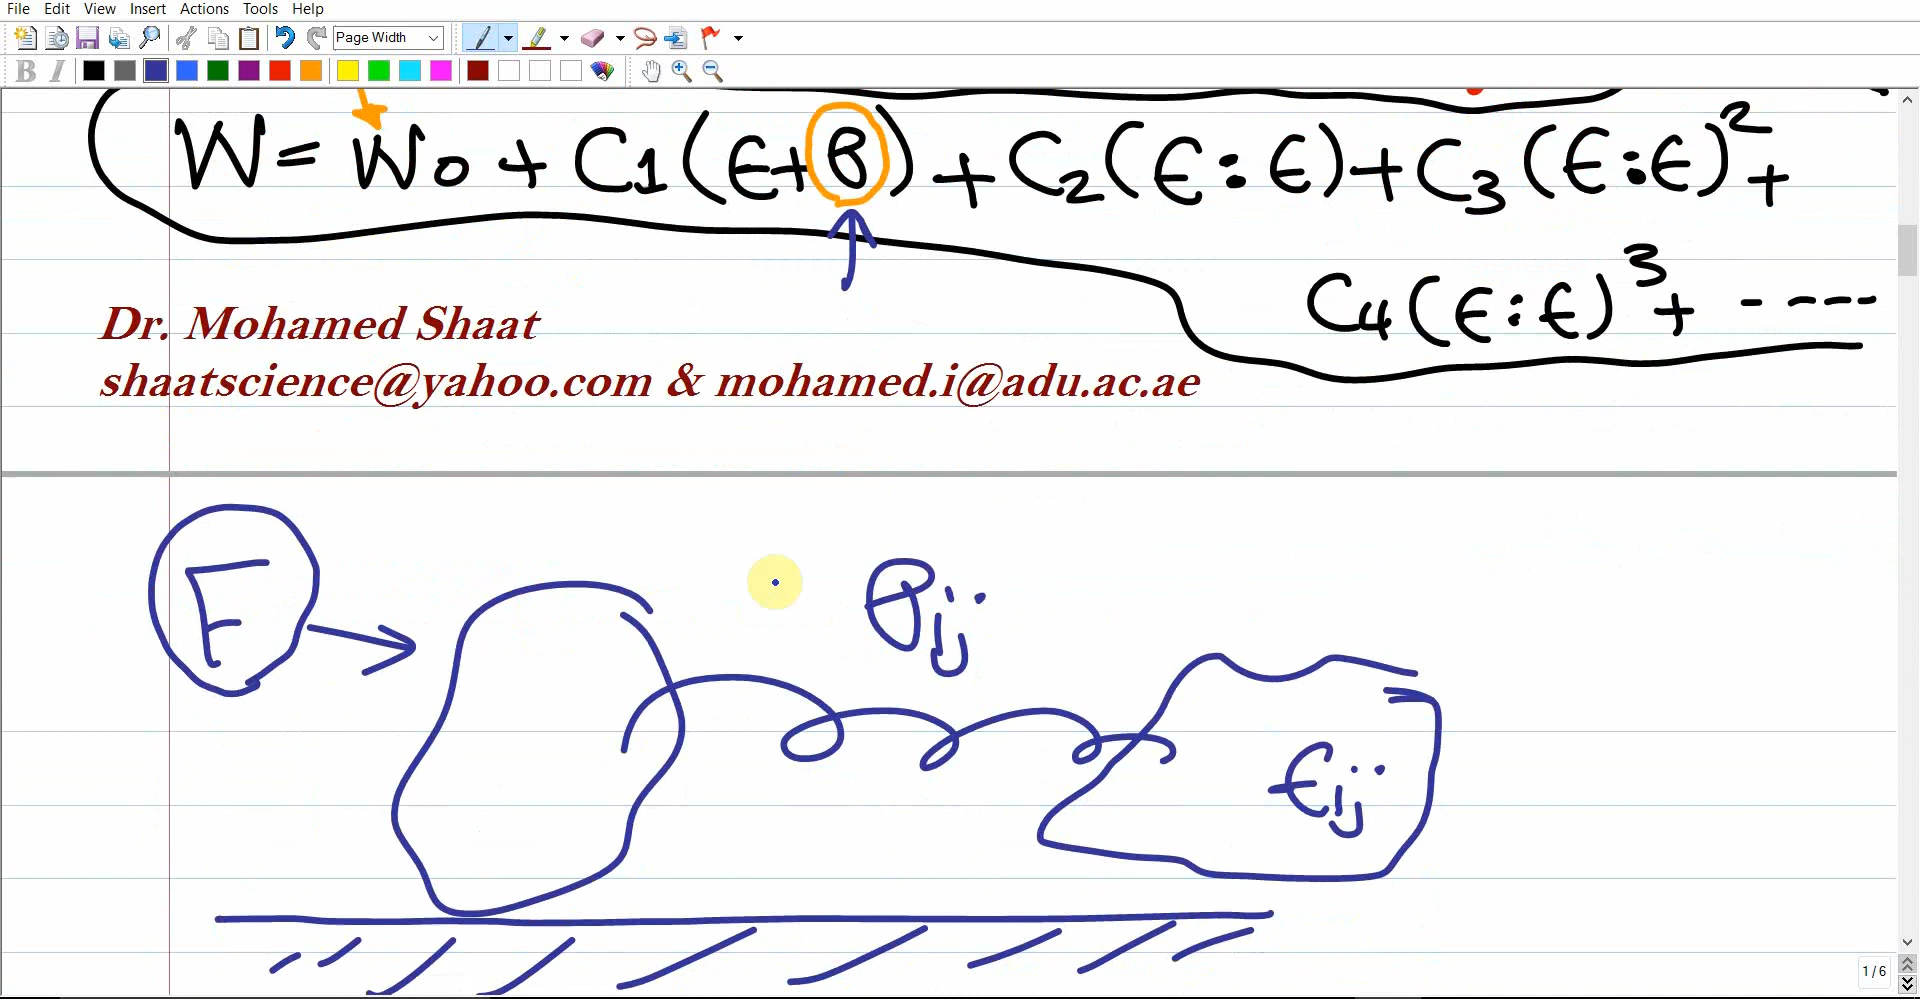 File Edit View Insert Actions Tools Help
Page Width
B I
W = W0 + C1(ϵ+B) + C2(ϵ:ϵ) + C3(ϵ:ϵ)² +
C4(ϵ:ϵ)³ + - ----
Dr. Mohamed Shaat
shaatscience@yahoo.com & mohamed.i@adu.ac.ae
F
ϵij
1 / 6